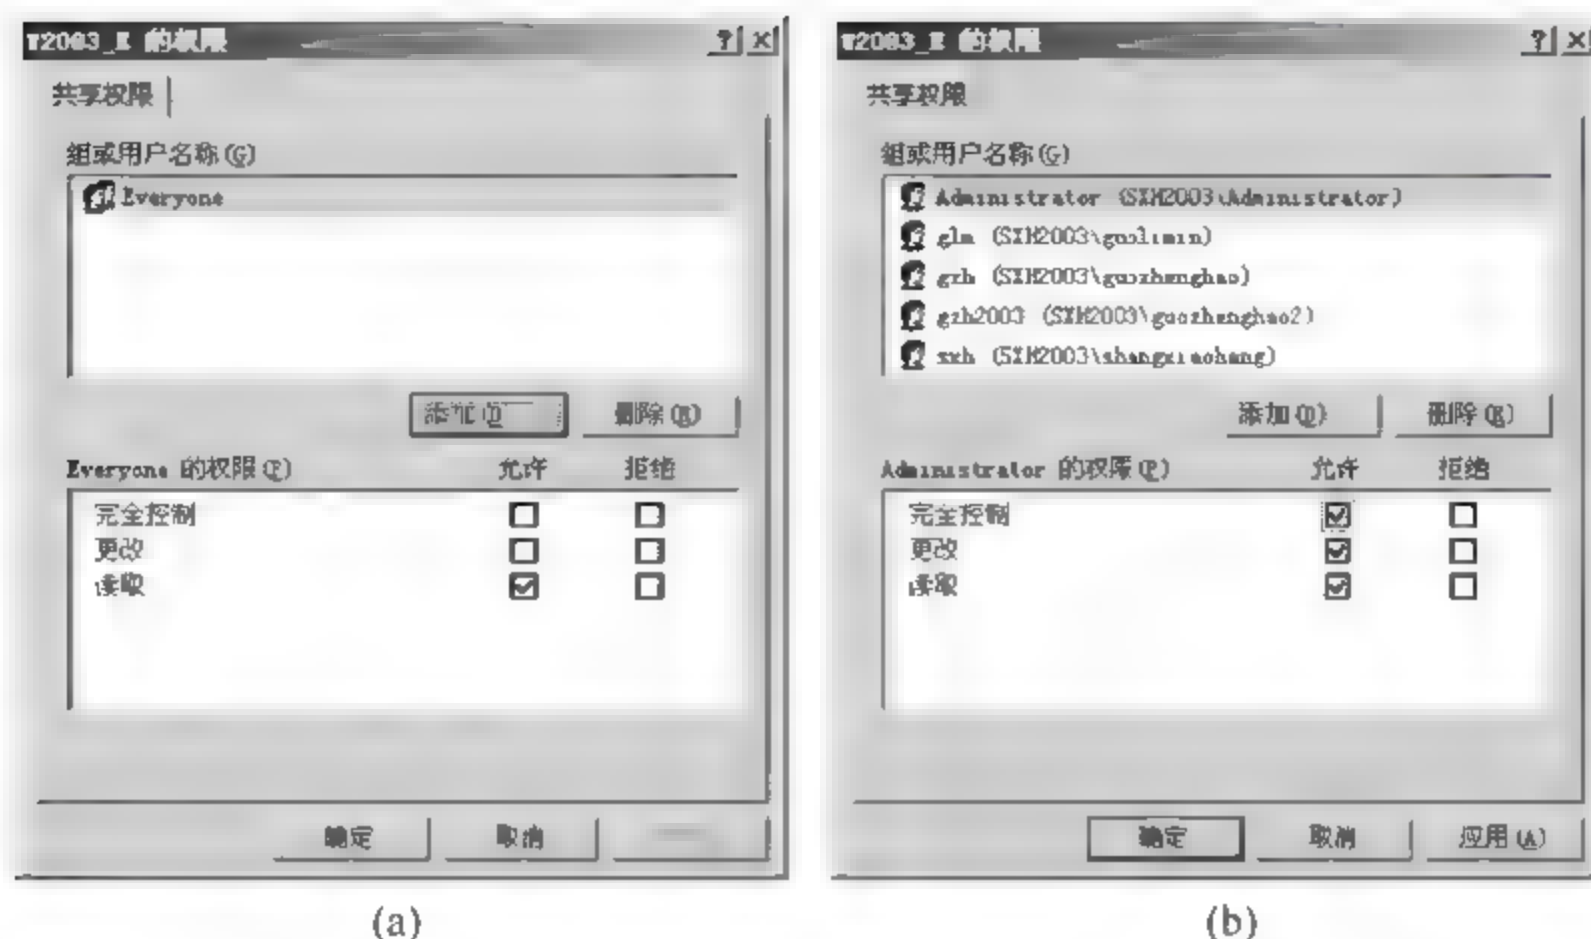 W2003_E 的权限
共享权限
组或用户名称(G)
Everyone
添加(D) 删除(R)
Everyone 的权限(P) 允许 拒绝
完全控制
更改
读取
确定 取消
(a)
W2003_E 的权限
共享权限
组或用户名称(G)
Administrator (SXH2003\Administrator)
glm (SXH2003\guolimin)
gzh (SXH2003\guozhenghao)
gzh2003 (SXH2003\guozhenghao2)
sxh (SXH2003\shangxiaohang)
添加(D) 删除(R)
Administrator 的权限(P) 允许 拒绝
完全控制
更改
读取
确定 取消 应用(A)
(b)